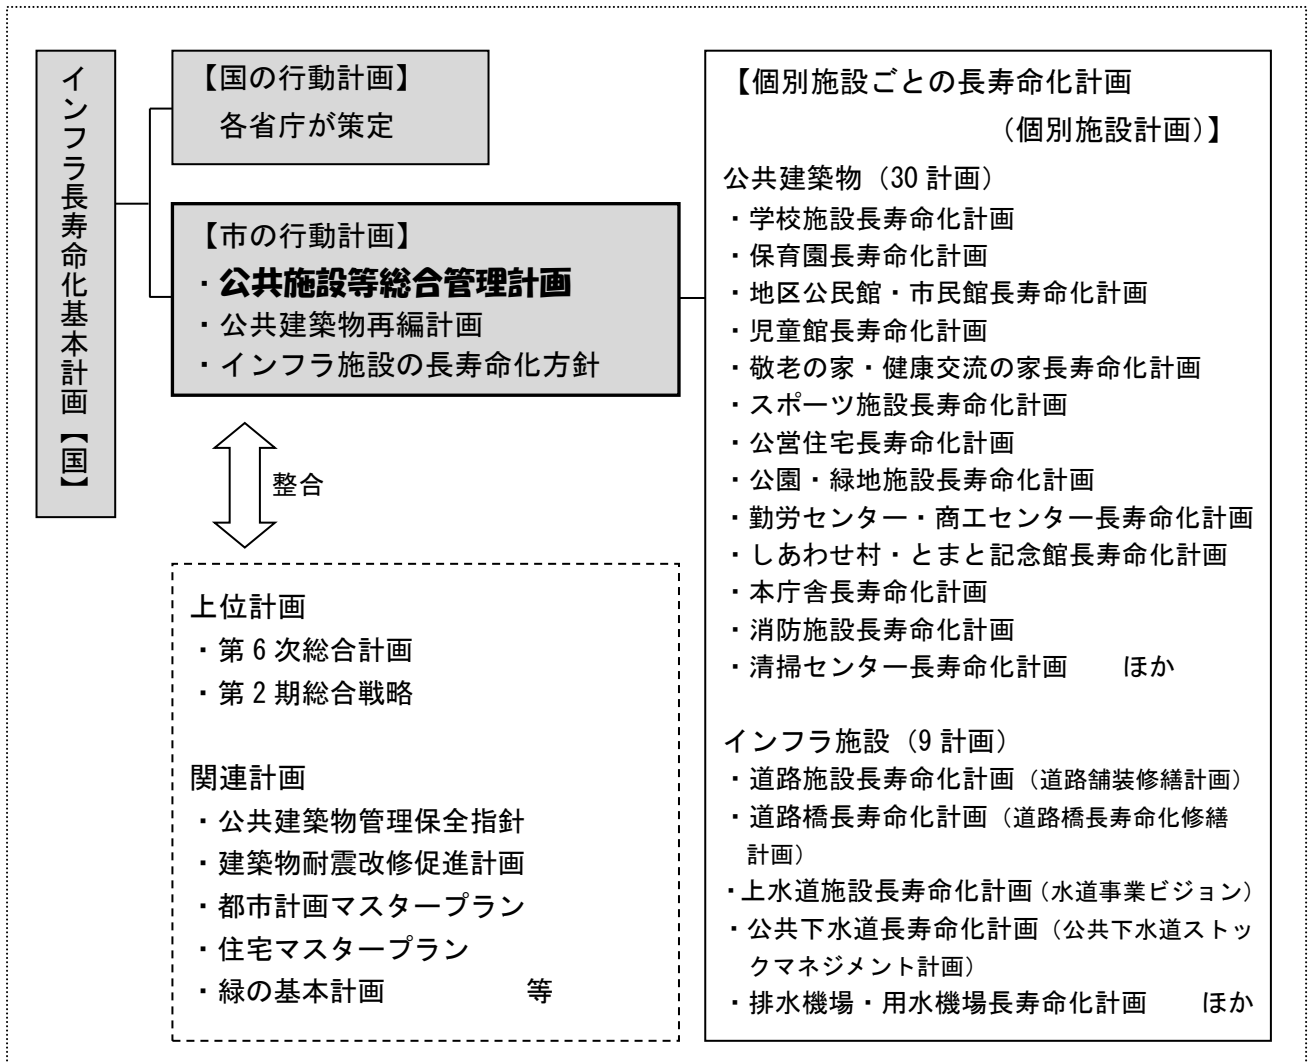 インフラ長寿命化基本計画【国】
【国の行動計画】
各省庁が策定
【市の行動計画】
・公共施設等総合管理計画
・公共建築物再編計画
・インフラ施設の長寿命化方針
整合
上位計画
・第6次総合計画
・第2期総合戦略
関連計画
・公共建築物管理保全指針
・建築物耐震改修促進計画
・都市計画マスタープラン
・住宅マスタープラン
・緑の基本計画　　　　　等
【個別施設ごとの長寿命化計画
（個別施設計画）】
公共建築物（30計画）
・学校施設長寿命化計画
・保育園長寿命化計画
・地区公民館・市民館長寿命化計画
・児童館長寿命化計画
・敬老の家・健康交流の家長寿命化計画
・スポーツ施設長寿命化計画
・公営住宅長寿命化計画
・公園・緑地施設長寿命化計画
・勤労センター・商工センター長寿命化計画
・しあわせ村・とまと記念館長寿命化計画
・本庁舎長寿命化計画
・消防施設長寿命化計画
・清掃センター長寿命化計画　　ほか
インフラ施設（9計画）
・道路施設長寿命化計画（道路舗装修繕計画）
・道路橋長寿命化計画（道路橋長寿命化修繕
計画）
・上水道施設長寿命化計画（水道事業ビジョン）
・公共下水道長寿命化計画（公共下水道ストッ
クマネジメント計画）
・排水機場・用水機場長寿命化計画　　ほか